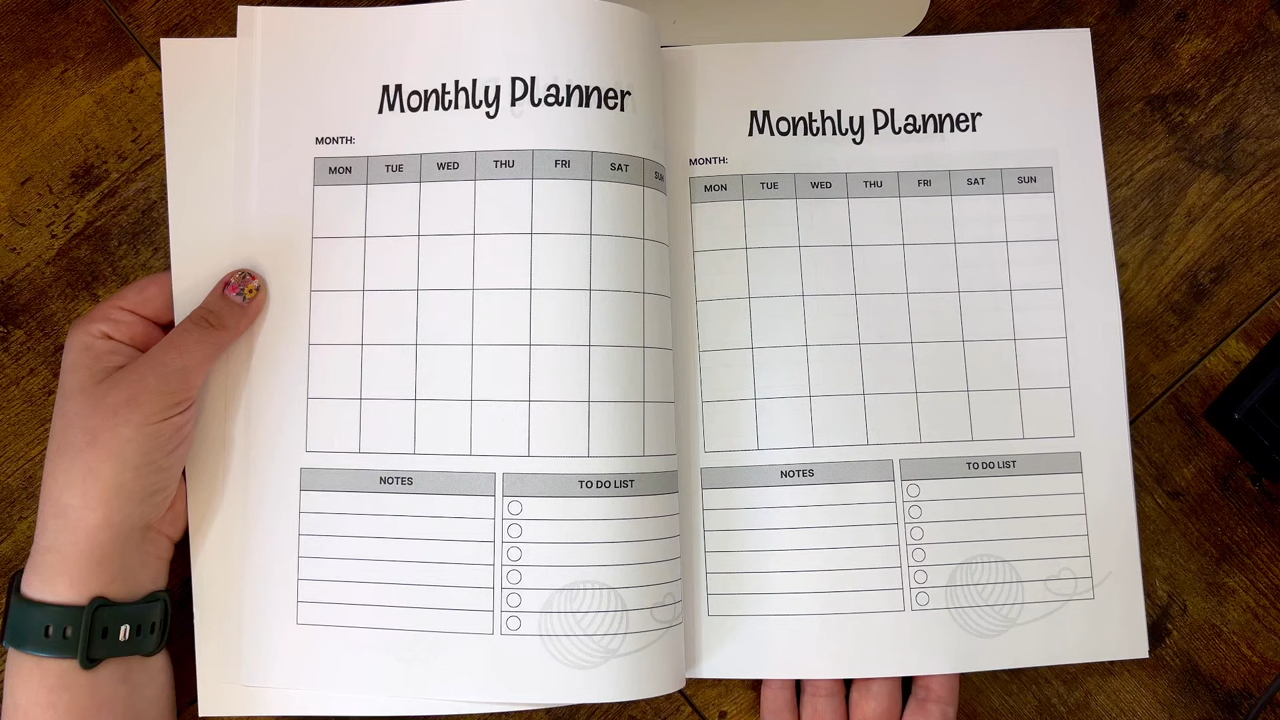 Monthly Planner
MONTH:
MON TUE WED THU FRI SAT SUN
NOTES
TO DO LIST
Monthly Planner
MONTH:
MON TUE WED THU FRI SAT SUN
NOTES
TO DO LIST